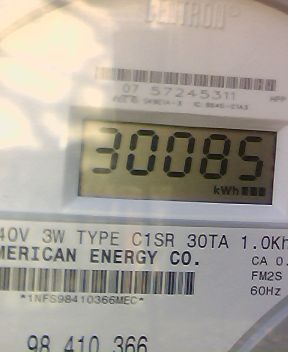 CENTRON®
07 57245311
30085
kWh
40V 3W TYPE C1SR 30TA 1.0Kh
MERICAN ENERGY CO.
CA 0.
FM2S
60Hz
*1NFS98410366MEC*
98 410 366